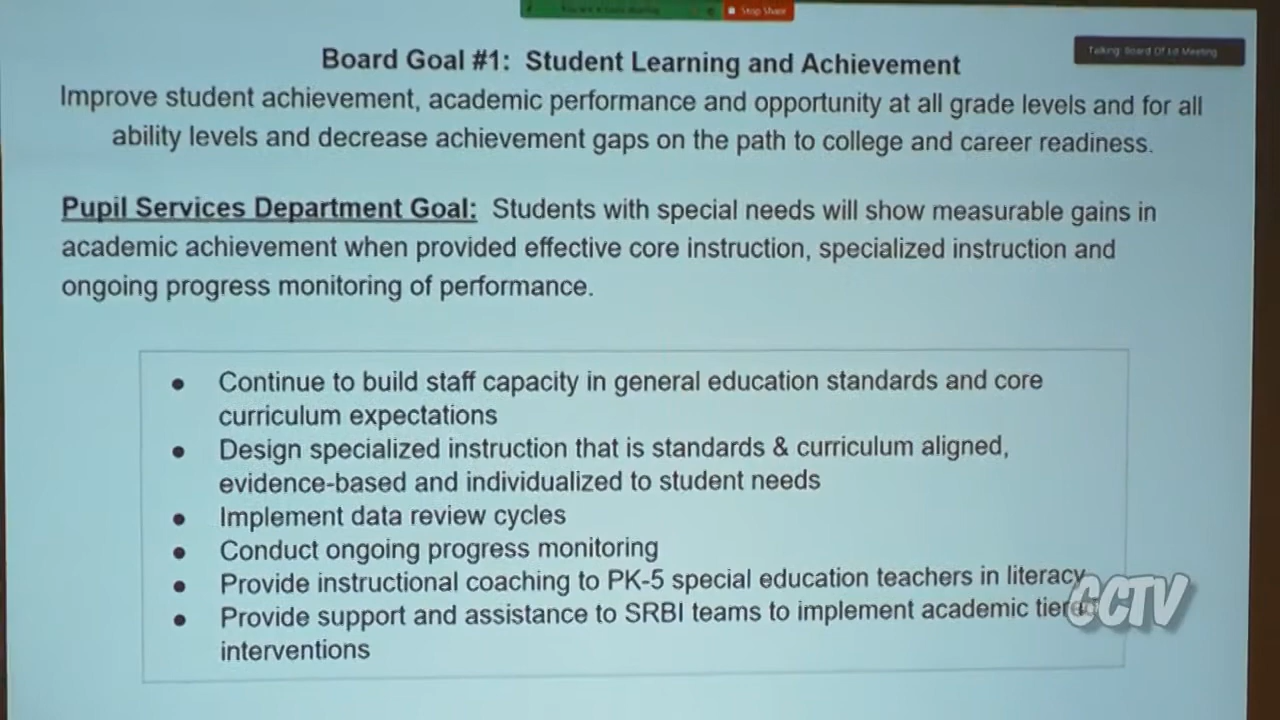 Stop Share
Talking: Board Of Ed Meeting
Board Goal #1: Student Learning and Achievement
Improve student achievement, academic performance and opportunity at all grade levels and for all
ability levels and decrease achievement gaps on the path to college and career readiness.
Pupil Services Department Goal: Students with special needs will show measurable gains in
academic achievement when provided effective core instruction, specialized instruction and
ongoing progress monitoring of performance.
● Continue to build staff capacity in general education standards and core
curriculum expectations
● Design specialized instruction that is standards & curriculum aligned,
evidence-based and individualized to student needs
● Implement data review cycles
● Conduct ongoing progress monitoring
● Provide instructional coaching to PK-5 special education teachers in literacy
● Provide support and assistance to SRBI teams to implement academic tiered
interventions
CCTV